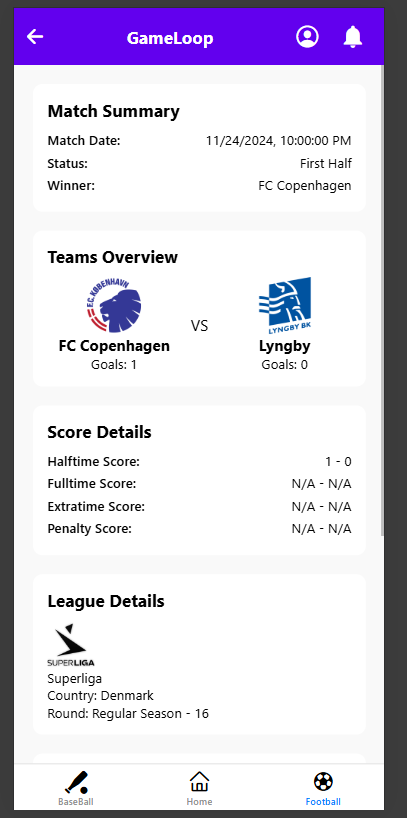 GameLoop
Match Summary
Match Date: 11/24/2024, 10:00:00 PM
Status: First Half
Winner: FC Copenhagen
Teams Overview
F.C. KØBENHAVN
LYNGBY BK
VS
FC Copenhagen Lyngby
Goals: 1 Goals: 0
Score Details
Halftime Score: 1 - 0
Fulltime Score: N/A - N/A
Extratime Score: N/A - N/A
Penalty Score: N/A - N/A
League Details
SUPERLIGA
Superliga
Country: Denmark
Round: Regular Season - 16
BaseBall Home Football